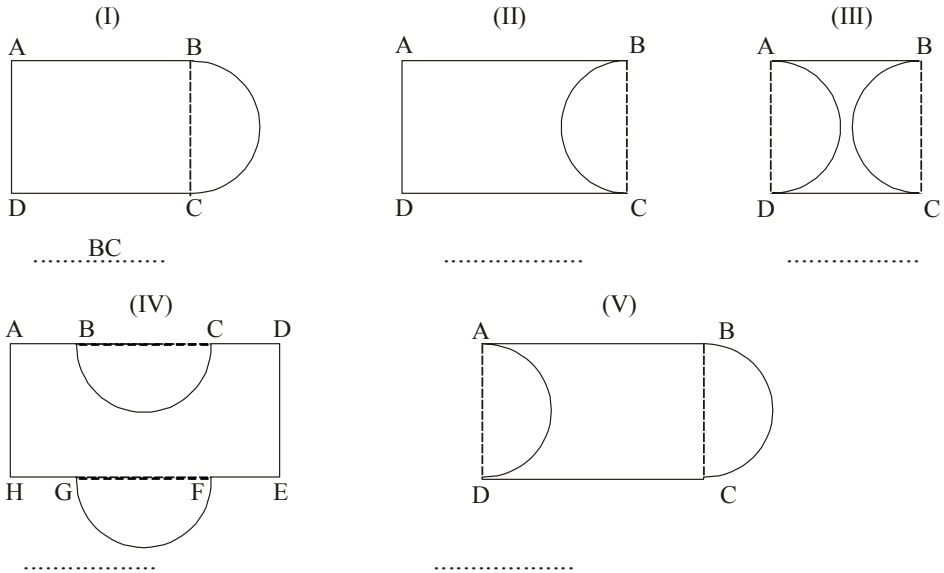 (I) (II) (III)
A B A B A B
D C D C D C
BC
(IV) (V)
A B C D A B
H G F E D C